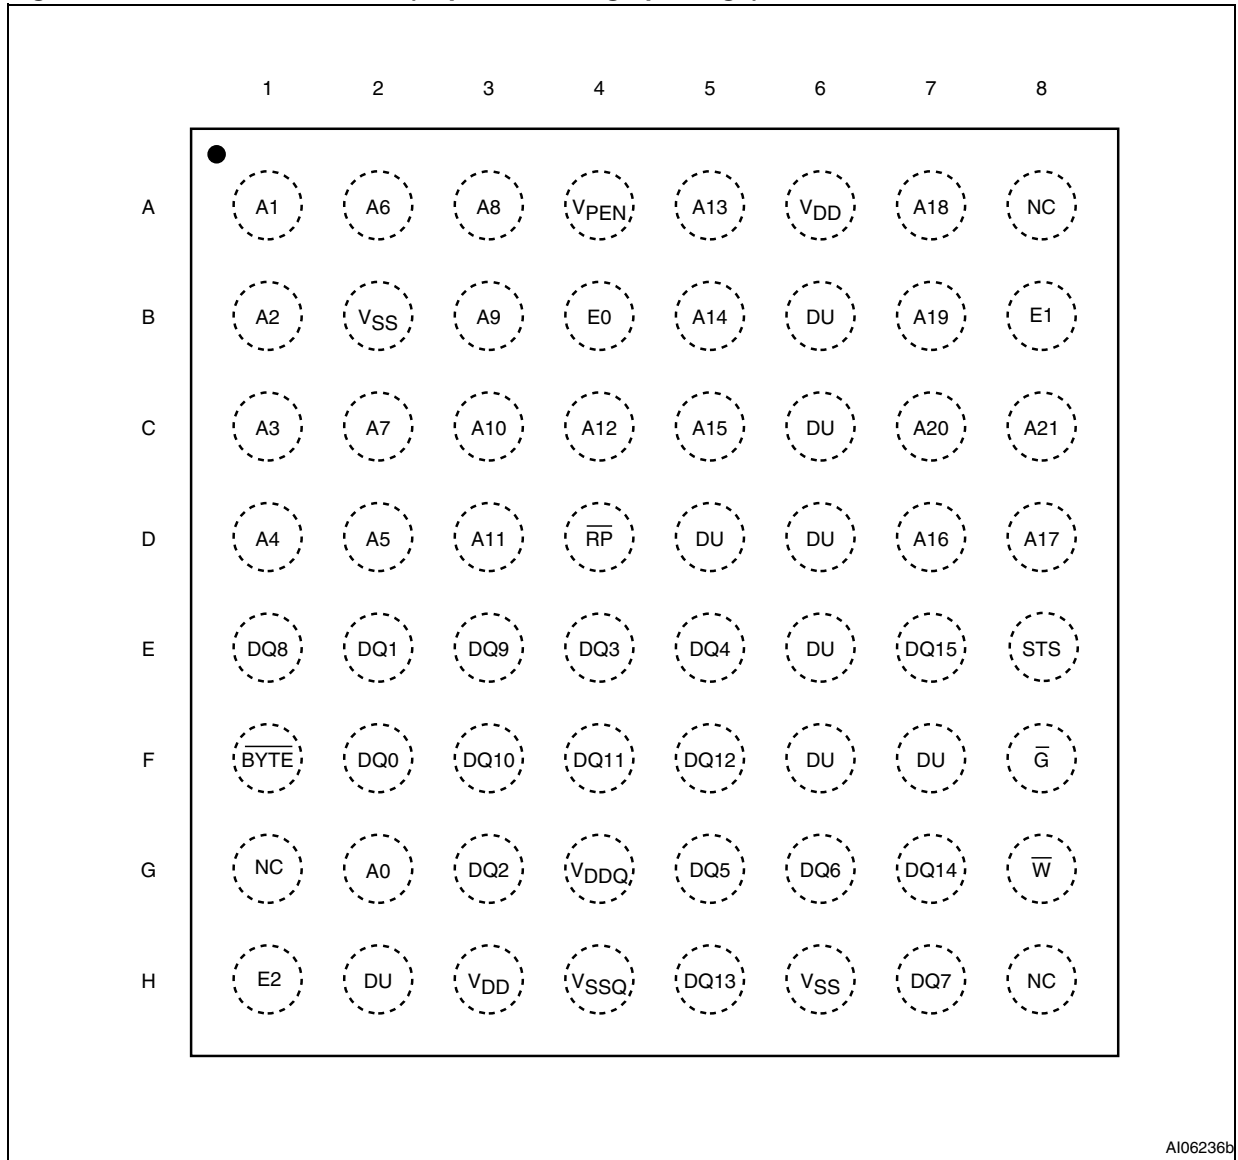 1 2 3 4 5 6 7 8
A A1 A6 A8 VPEN A13 VDD A18 NC
B A2 VSS A9 E0 A14 DU A19 E1
C A3 A7 A10 A12 A15 DU A20 A21
D A4 A5 A11 R̅P̅ DU DU A16 A17
E DQ8 DQ1 DQ9 DQ3 DQ4 DU DQ15 STS
F B̅Y̅T̅E̅ DQ0 DQ10 DQ11 DQ12 DU DU G̅
G NC A0 DQ2 VDDQ DQ5 DQ6 DQ14 W̅
H E2 DU VDD VSSQ DQ13 VSS DQ7 NC
AI06236b